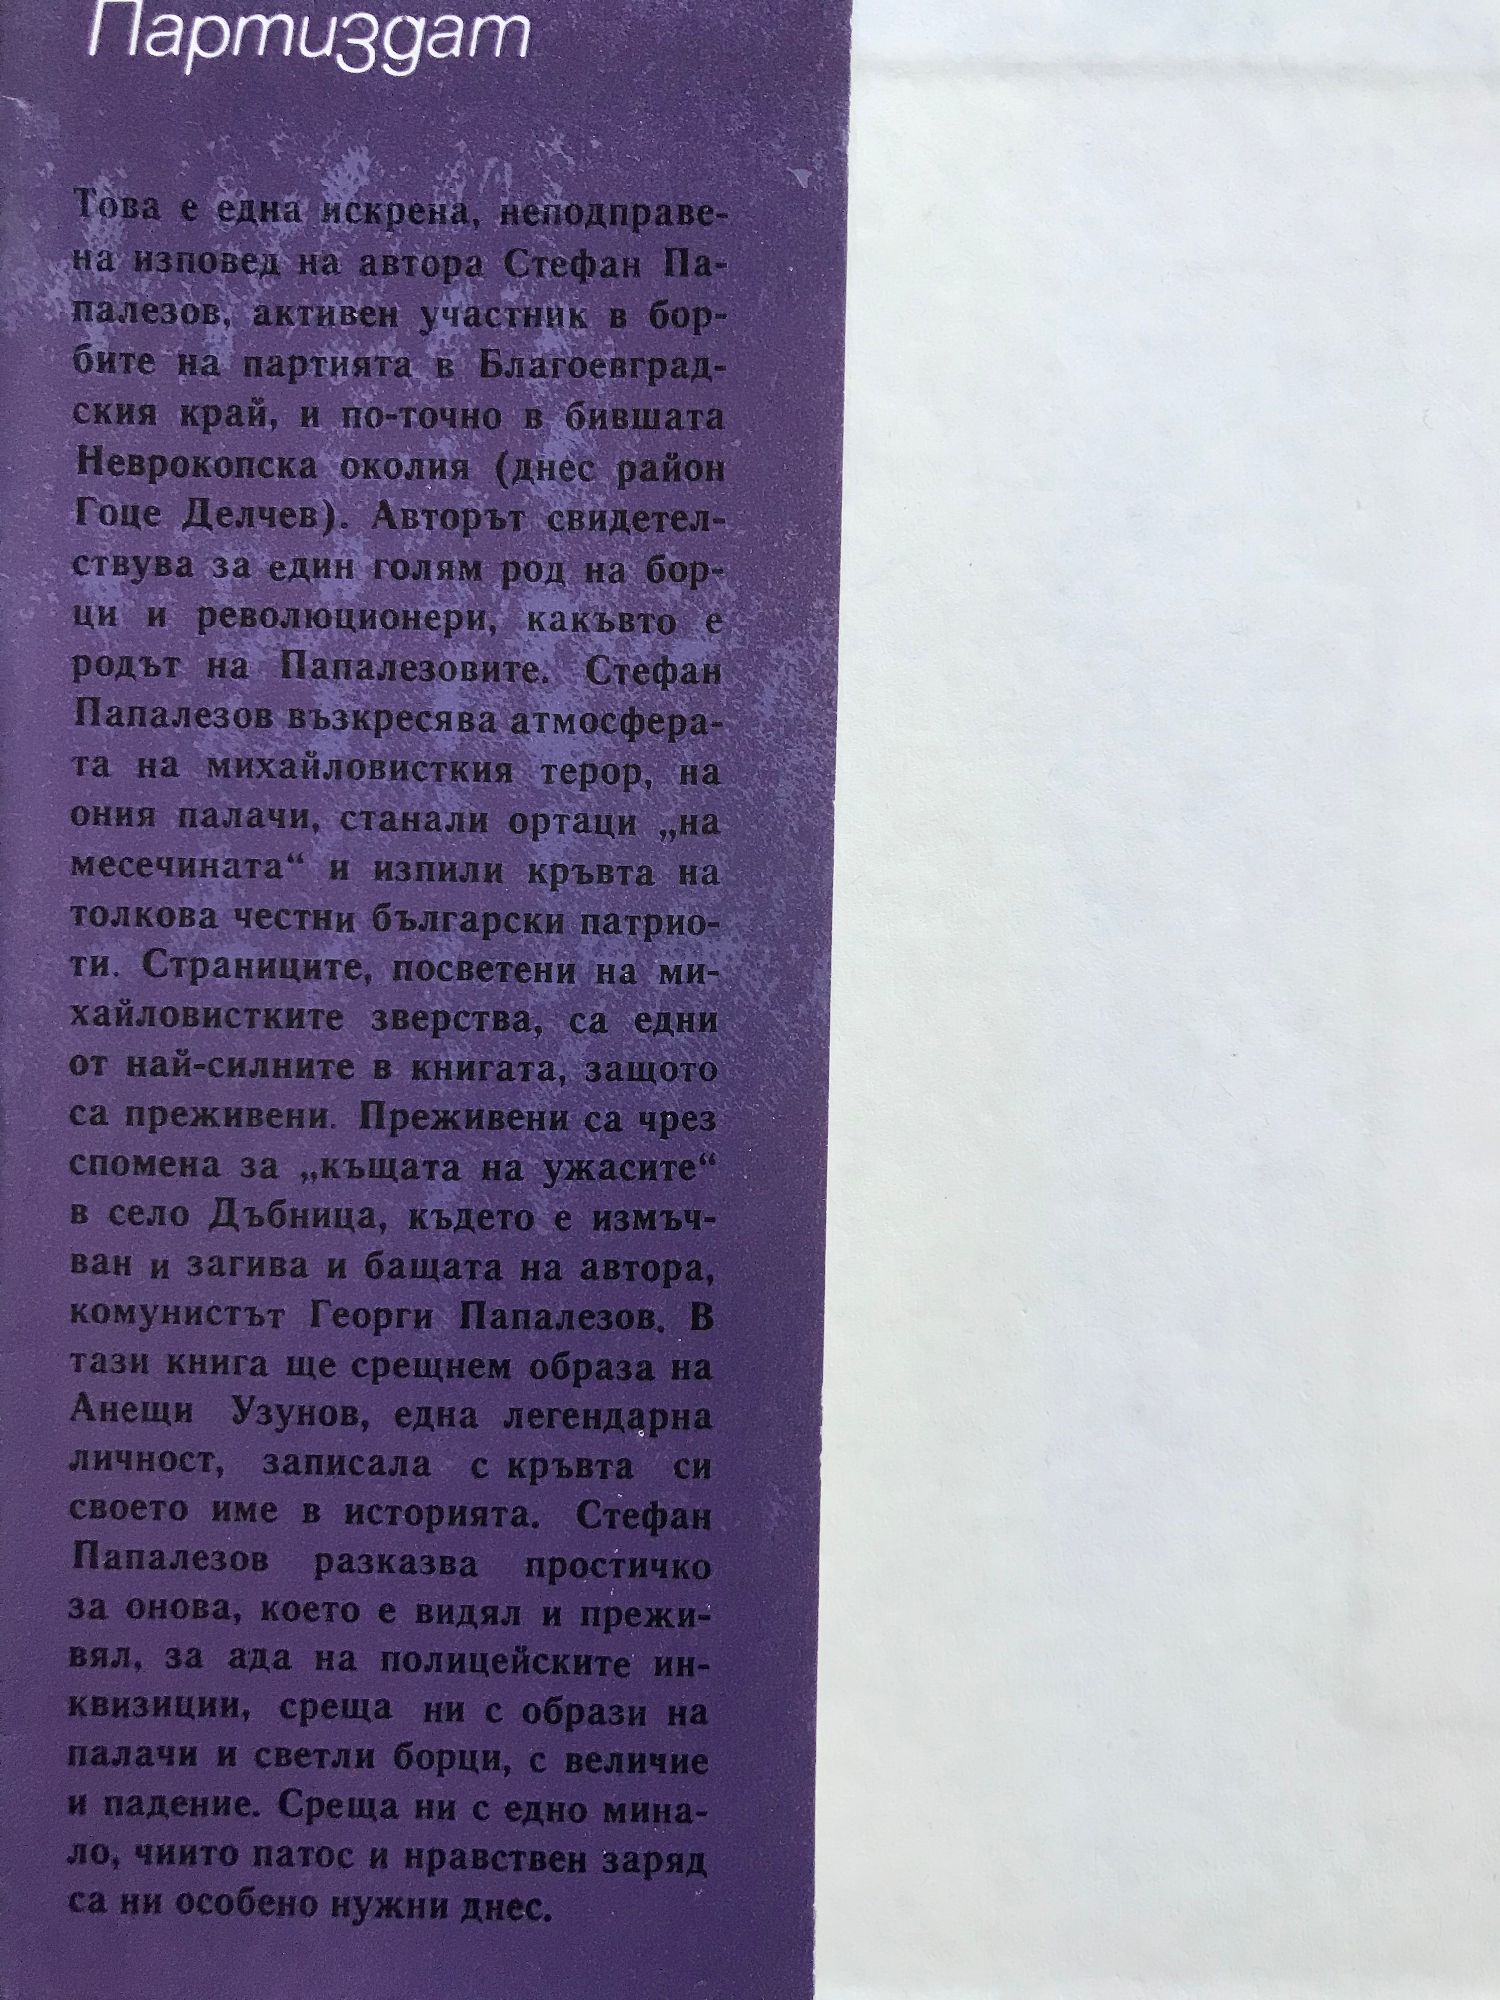 Партиздат
Това е една искрена, неподправе-
на изповед на автора Стефан Па-
палезов, активен участник в бор-
бите на партията в Благоевград-
ския край, и по-точно в бившата
Неврокопска околия (днес район
Гоце Делчев). Авторът свидетел-
ствува за един голям род на бор-
ци и революционери, какъвто е
родът на Папалезовите. Стефан
Папалезов възкресява атмосфера-
та на михайловисткия терор, на
ония палачи, станали ортаци „на
месечината“ и изпили кръвта на
толкова честни български патрио-
ти. Страниците, посветени на ми-
хайловистките зверства, са едни
от най-силните в книгата, защото
са преживени. Преживени са чрез
спомена за „къщата на ужасите“
в село Дъбница, където е измъч-
ван и загива и бащата на автора,
комунистът Георги Папалезов. В
тази книга ще срещнем образа на
Анещи Узунов, една легендарна
личност, записала с кръвта си
своето име в историята. Стефан
Папалезов разказва простичко
за онова, което е видял и прежи-
вял, за ада на полицейските ин-
квизиции, среща ни с образи на
палачи и светли борци, с величие
и падение. Среща ни с едно мина-
ло, чиито патос и нравствен заряд
са ни особено нужни днес.